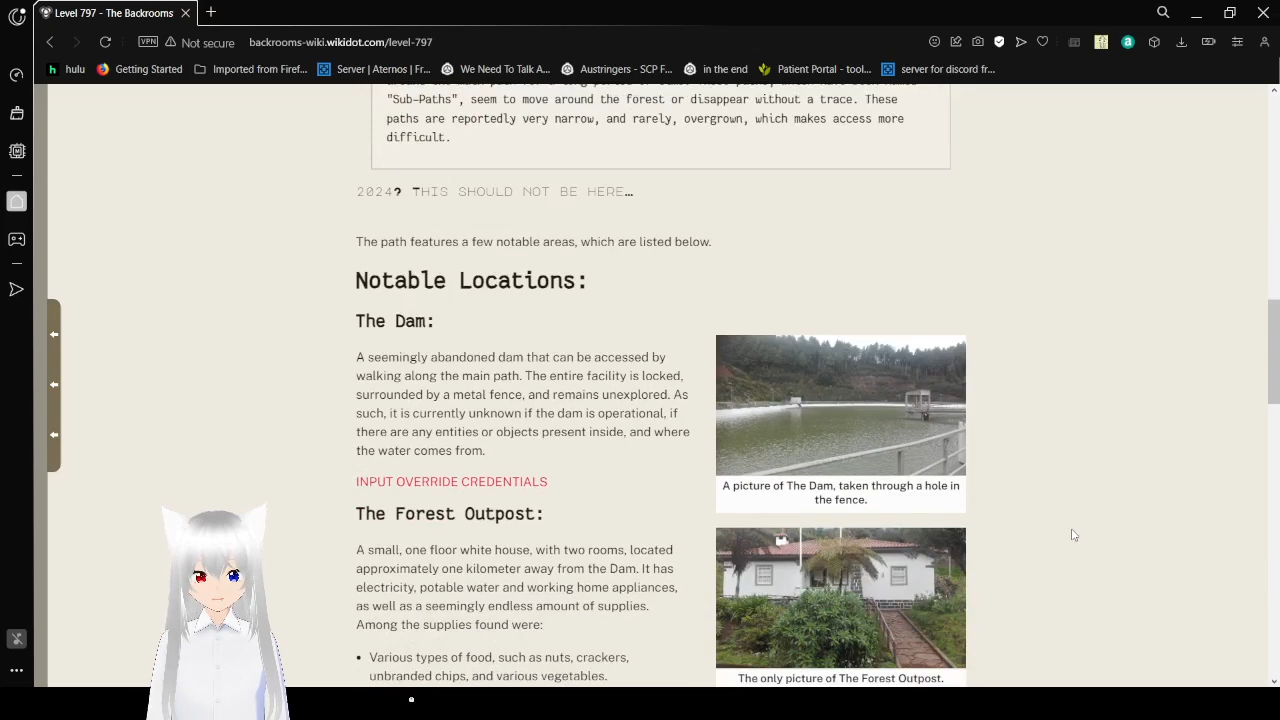 Level 797 - The Backrooms
VPN
Not secure
backrooms-wiki.wikidot.com/level-797
hulu
Getting Started
Imported from Firef...
Server | Aternos | Fr...
We Need To Talk A...
Austringers - SCP F...
in the end
Patient Portal - tool...
server for discord fr...
"Sub-Paths", seem to move around the forest or disappear without a trace. These
paths are reportedly very narrow, and rarely, overgrown, which makes access more
difficult.
2024? THIS SHOULD NOT BE HERE…
The path features a few notable areas, which are listed below.
Notable Locations:
The Dam:
A seemingly abandoned dam that can be accessed by
walking along the main path. The entire facility is locked,
surrounded by a metal fence, and remains unexplored. As
such, it is currently unknown if the dam is operational, if
there are any entities or objects present inside, and where
the water comes from.
INPUT OVERRIDE CREDENTIALS
A picture of The Dam, taken through a hole in
the fence.
The Forest Outpost:
A small, one floor white house, with two rooms, located
approximately one kilometer away from the Dam. It has
electricity, potable water and working home appliances,
as well as a seemingly endless amount of supplies.
Among the supplies found were:
• Various types of food, such as nuts, crackers,
unbranded chips, and various vegetables.
The only picture of The Forest Outpost.